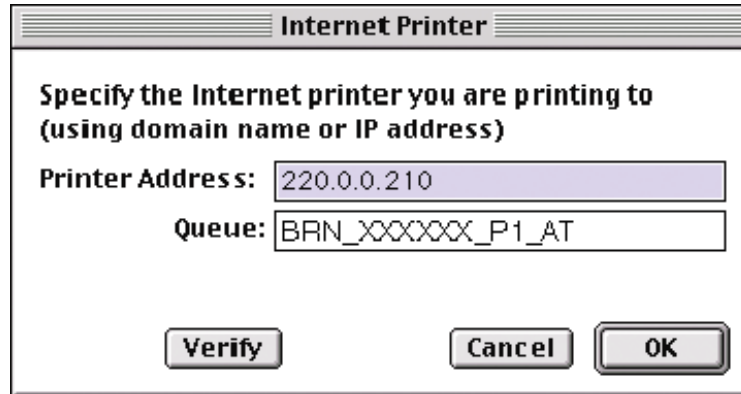 Internet Printer
Specify the Internet printer you are printing to
(using domain name or IP address)
Printer Address: 220.0.0.210
Queue: BRN_XXXXXX_P1_AT
Verify Cancel OK